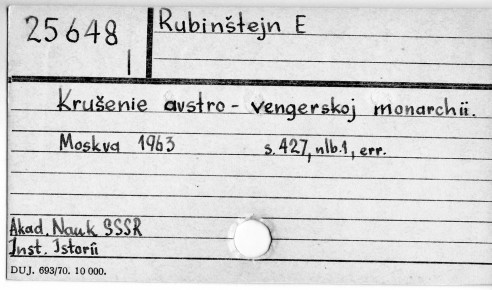 25648
Rubinštejn E
Krušenie avstro - vengerskoj monarchii.
Moskva 1963 s. 427, nlb.1, err.
Akad. Nauk SSSR
Inst. Istorii
DUJ. 693/70. 10 000.